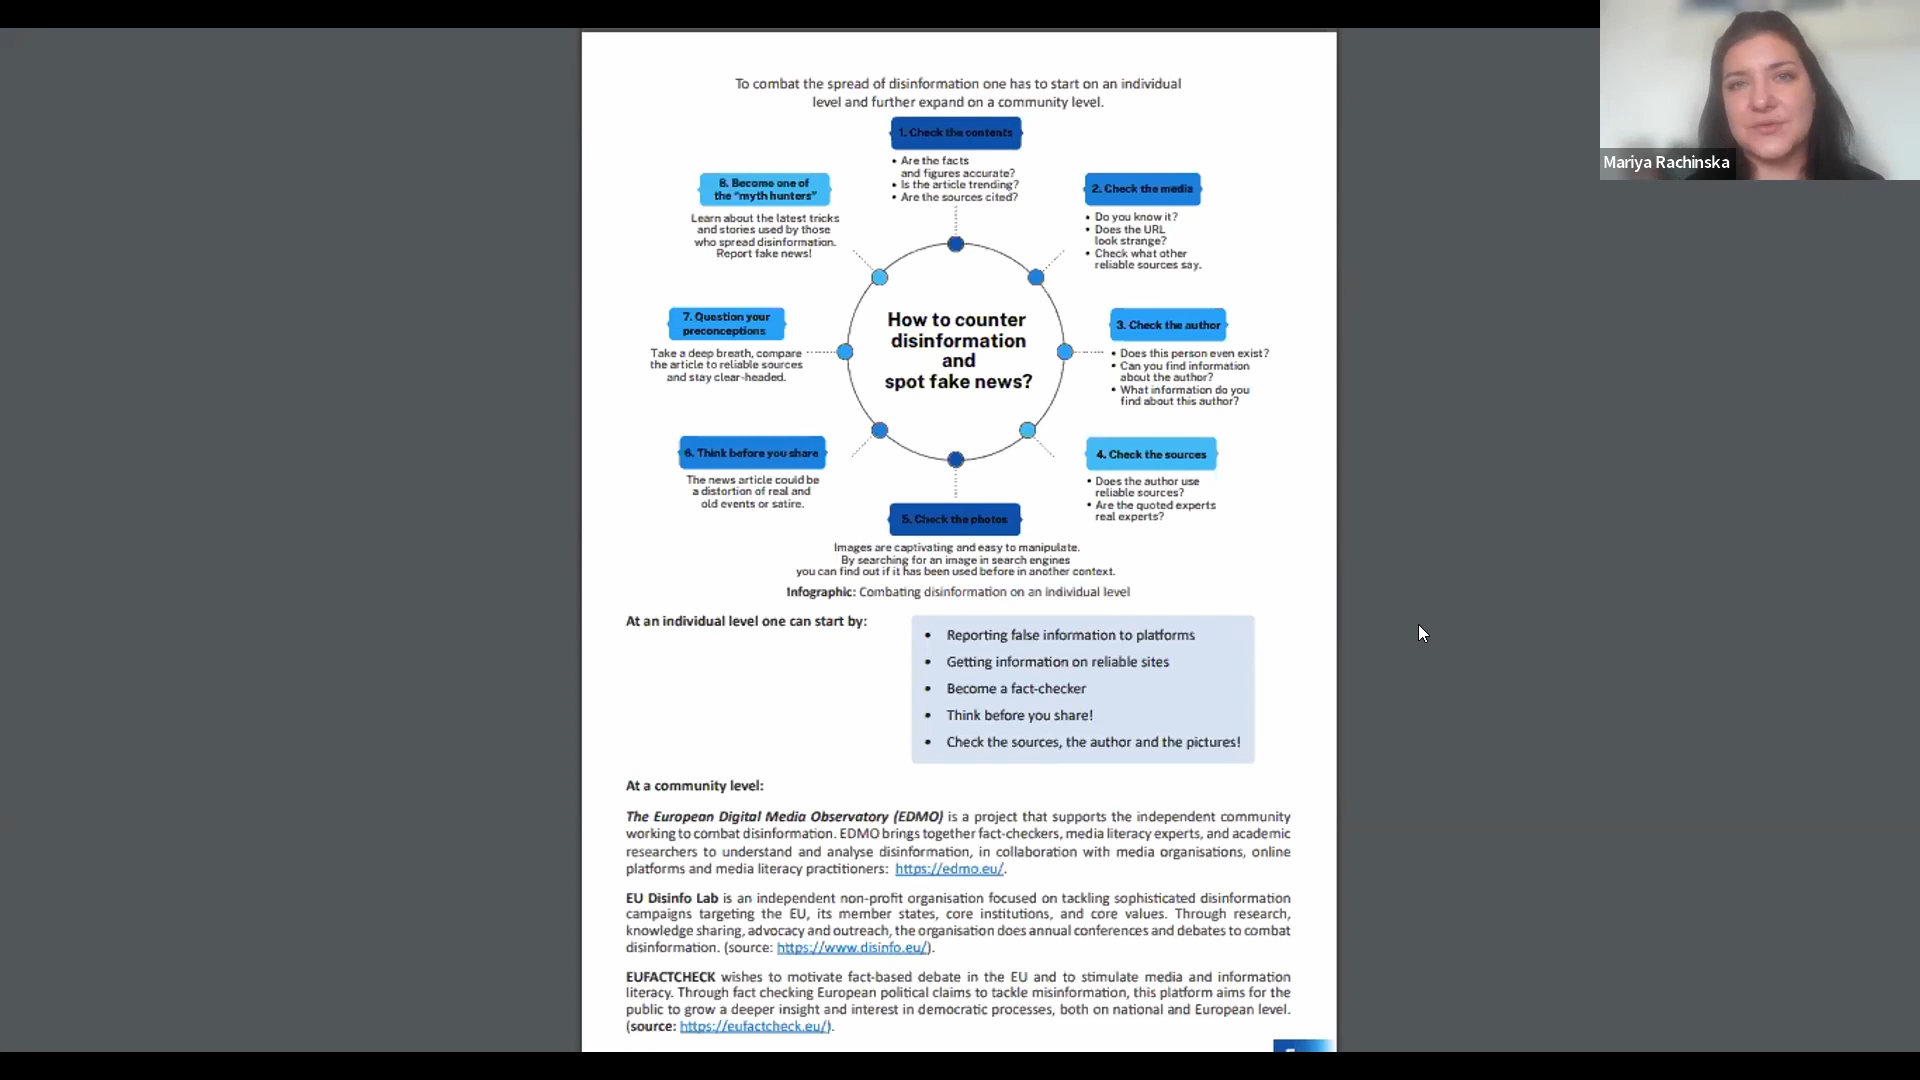 To combat the spread of disinformation one has to start on an individual
level and further expand on a community level.
1. Check the contents
• Are the facts
and figures accurate?
• Is the article trending?
• Are the sources cited?
2. Check the media
• Do you know it?
• Does the URL
look strange?
• Check what other
reliable sources say.
3. Check the author
• Does this person even exist?
• Can you find information
about the author?
• What information do you
find about this author?
4. Check the sources
• Does the author use
reliable sources?
• Are the quoted experts
real experts?
5. Check the photos
Images are captivating and easy to manipulate.
By searching for an image in search engines
you can find out if it has been used before in another context.
6. Think before you share
The news article could be
a distortion of real and
old events or satire.
7. Question your
preconceptions
Take a deep breath, compare
the article to reliable sources
and stay clear-headed.
8. Become one of
the "myth hunters"
Learn about the latest tricks
and stories used by those
who spread disinformation.
Report fake news!
How to counter
disinformation
and
spot fake news?
Infographic: Combating disinformation on an individual level
At an individual level one can start by:
• Reporting false information to platforms
• Getting information on reliable sites
• Become a fact-checker
• Think before you share!
• Check the sources, the author and the pictures!
At a community level:
The European Digital Media Observatory (EDMO) is a project that supports the independent community
working to combat disinformation. EDMO brings together fact-checkers, media literacy experts, and academic
researchers to understand and analyse disinformation, in collaboration with media organisations, online
platforms and media literacy practitioners: https://edmo.eu/.
EU Disinfo Lab is an independent non-profit organisation focused on tackling sophisticated disinformation
campaigns targeting the EU, its member states, core institutions, and core values. Through research,
knowledge sharing, advocacy and outreach, the organisation does annual conferences and debates to combat
disinformation. (source: https://www.disinfo.eu/).
EUFACTCHECK wishes to motivate fact-based debate in the EU and to stimulate media and information
literacy. Through fact checking European political claims to tackle misinformation, this platform aims for the
public to grow a deeper insight and interest in democratic processes, both on national and European level.
(source: https://eufactcheck.eu/).
Mariya Rachinska